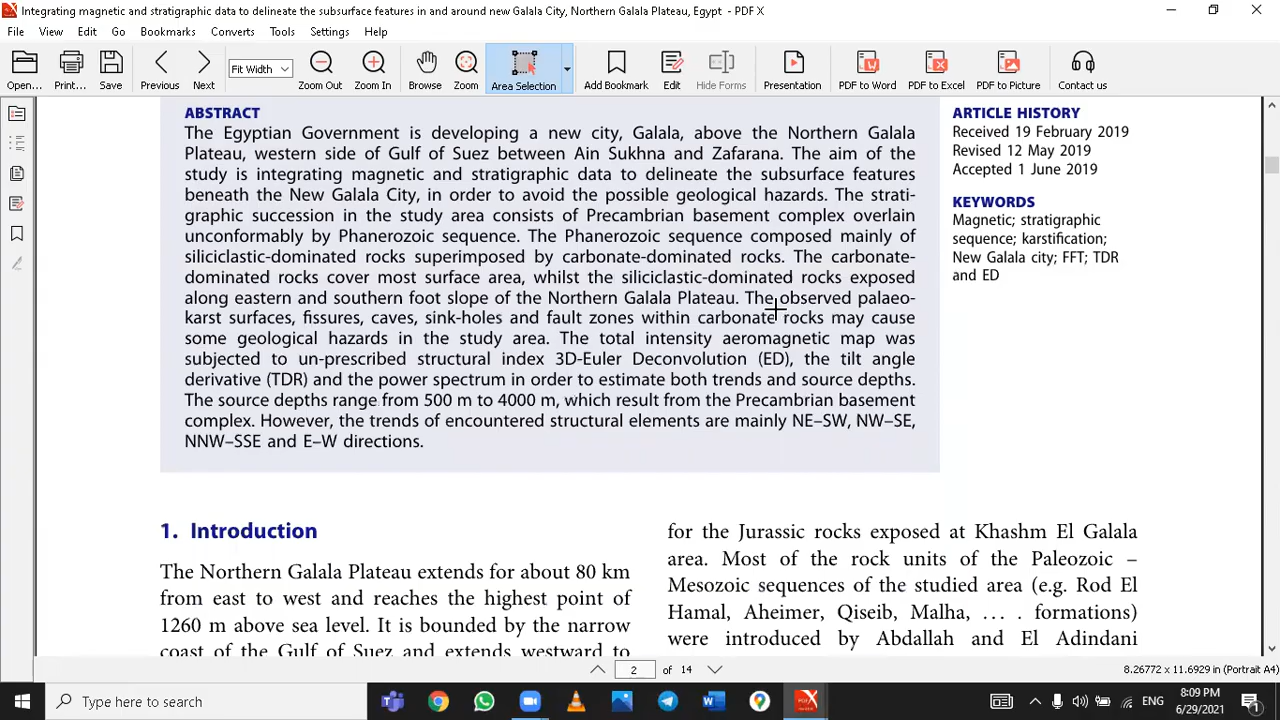 Integrating magnetic and stratigraphic data to delineate the subsurface features in and around new Galala City, Northern Galala Plateau, Egypt - PDF X
File View Edit Go Bookmarks Converts Tools Settings Help
Open... Print... Save Previous Next Fit Width Zoom Out Zoom In Browse Zoom Area Selection Add Bookmark Edit Hide Forms Presentation PDF to Word PDF to Excel PDF to Picture Contact us
ABSTRACT
The Egyptian Government is developing a new city, Galala, above the Northern Galala
Plateau, western side of Gulf of Suez between Ain Sukhna and Zafarana. The aim of the
study is integrating magnetic and stratigraphic data to delineate the subsurface features
beneath the New Galala City, in order to avoid the possible geological hazards. The strati-
graphic succession in the study area consists of Precambrian basement complex overlain
unconformably by Phanerozoic sequence. The Phanerozoic sequence composed mainly of
siliciclastic-dominated rocks superimposed by carbonate-dominated rocks. The carbonate-
dominated rocks cover most surface area, whilst the siliciclastic-dominated rocks exposed
along eastern and southern foot slope of the Northern Galala Plateau. The observed palaeo-
karst surfaces, fissures, caves, sink-holes and fault zones within carbonate rocks may cause
some geological hazards in the study area. The total intensity aeromagnetic map was
subjected to un-prescribed structural index 3D-Euler Deconvolution (ED), the tilt angle
derivative (TDR) and the power spectrum in order to estimate both trends and source depths.
The source depths range from 500 m to 4000 m, which result from the Precambrian basement
complex. However, the trends of encountered structural elements are mainly NE–SW, NW–SE,
NNW–SSE and E–W directions.
ARTICLE HISTORY
Received 19 February 2019
Revised 12 May 2019
Accepted 1 June 2019
KEYWORDS
Magnetic; stratigraphic
sequence; karstification;
New Galala city; FFT; TDR
and ED
1. Introduction
The Northern Galala Plateau extends for about 80 km
from east to west and reaches the highest point of
1260 m above sea level. It is bounded by the narrow
coast of the Gulf of Suez and extends westward to
for the Jurassic rocks exposed at Khashm El Galala
area. Most of the rock units of the Paleozoic –
Mesozoic sequences of the studied area (e.g. Rod El
Hamal, Aheimer, Qiseib, Malha, … . formations)
were introduced by Abdallah and El Adindani
2 of 14
8.26772 x 11.6929 in (Portrait A4)
Type here to search
ENG
8:09 PM
6/29/2021
1